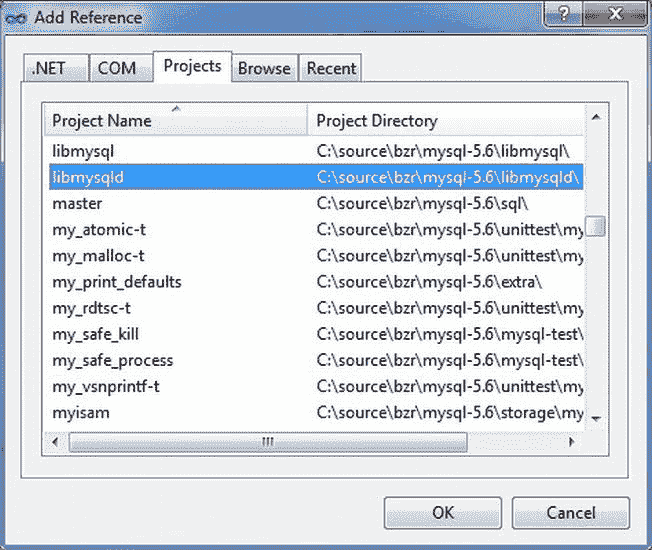 Add Reference
.NET COM Projects Browse Recent
Project Name Project Directory
libmysql C:\source\bzr\mysql-5.6\libmysql\
libmysqld C:\source\bzr\mysql-5.6\libmysqld\
master C:\source\bzr\mysql-5.6\sql\
my_atomic-t C:\source\bzr\mysql-5.6\unittest\my
my_malloc-t C:\source\bzr\mysql-5.6\unittest\my
my_print_defaults C:\source\bzr\mysql-5.6\extra\
my_rdtsc-t C:\source\bzr\mysql-5.6\unittest\my
my_safe_kill C:\source\bzr\mysql-5.6\mysql-test\
my_safe_process C:\source\bzr\mysql-5.6\mysql-test\
my_vsnprintf-t C:\source\bzr\mysql-5.6\unittest\my
myisam C:\source\bzr\mysql-5.6\storage\my
OK Cancel